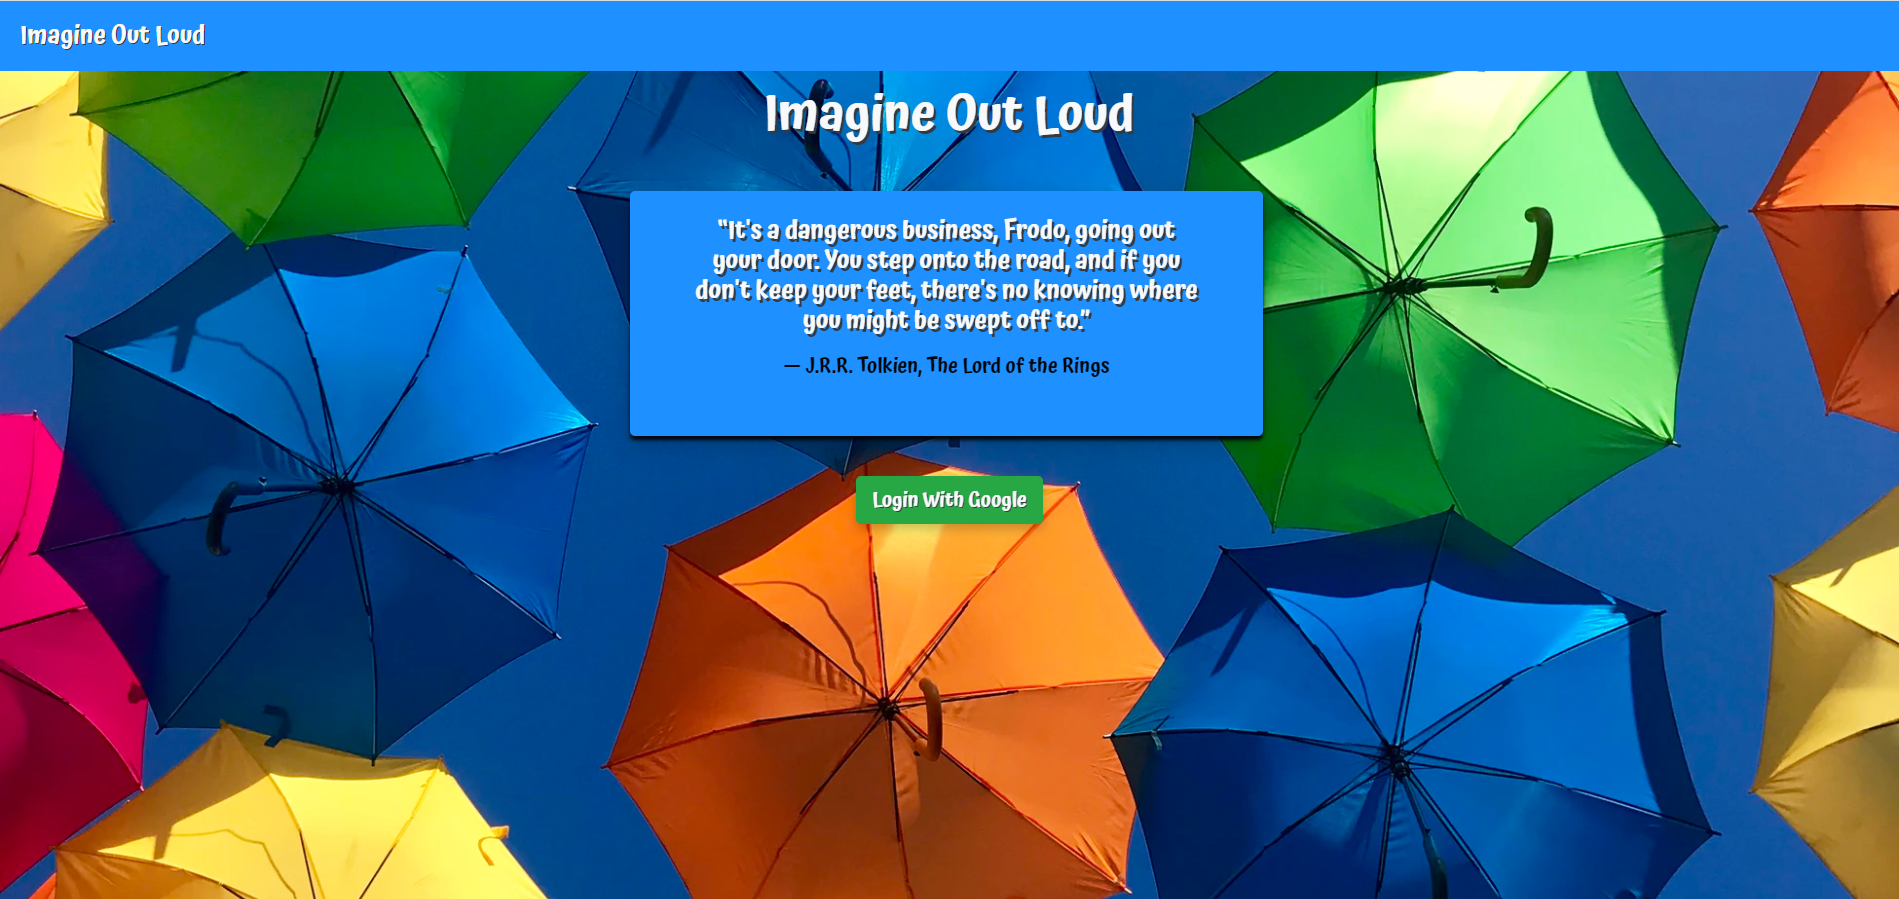 Imagine Out Loud
Imagine Out Loud
“It's a dangerous business, Frodo, going out
your door. You step onto the road, and if you
don't keep your feet, there's no knowing where
you might be swept off to.”
― J.R.R. Tolkien, The Lord of the Rings
Login With Google